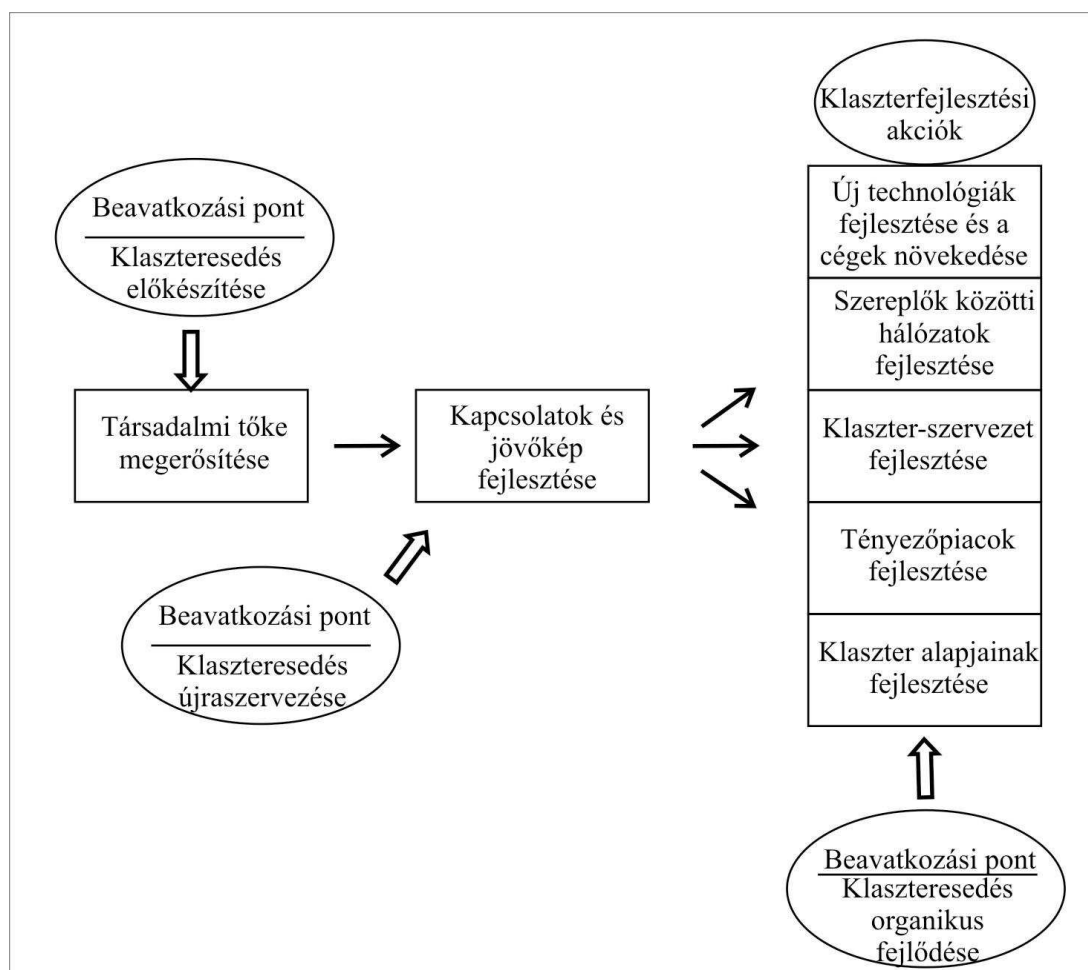 Klaszterfejlesztési
akciók
Beavatkozási pont
Klaszteresedés
előkészítése
Társadalmi tőke
megerősítése
Kapcsolatok és
jövőkép
fejlesztése
Beavatkozási pont
Klaszteresedés
újraszervezése
Új technológiák
fejlesztése és a
cégek növekedése
Szereplők közötti
hálózatok
fejlesztése
Klaszter-szervezet
fejlesztése
Tényezőpiacok
fejlesztése
Klaszter alapjainak
fejlesztése
Beavatkozási pont
Klaszteresedés
organikus
fejlődése